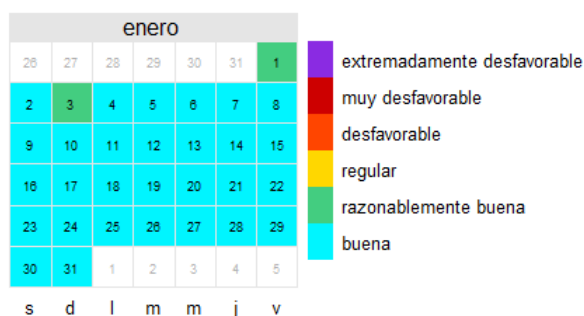 enero
26 27 28 29 30 31 1
2 3 4 5 6 7 8
9 10 11 12 13 14 15
16 17 18 19 20 21 22
23 24 25 26 27 28 29
30 31 1 2 3 4 5
s d l m m j v
extremadamente desfavorable
muy desfavorable
desfavorable
regular
razonablemente buena
buena